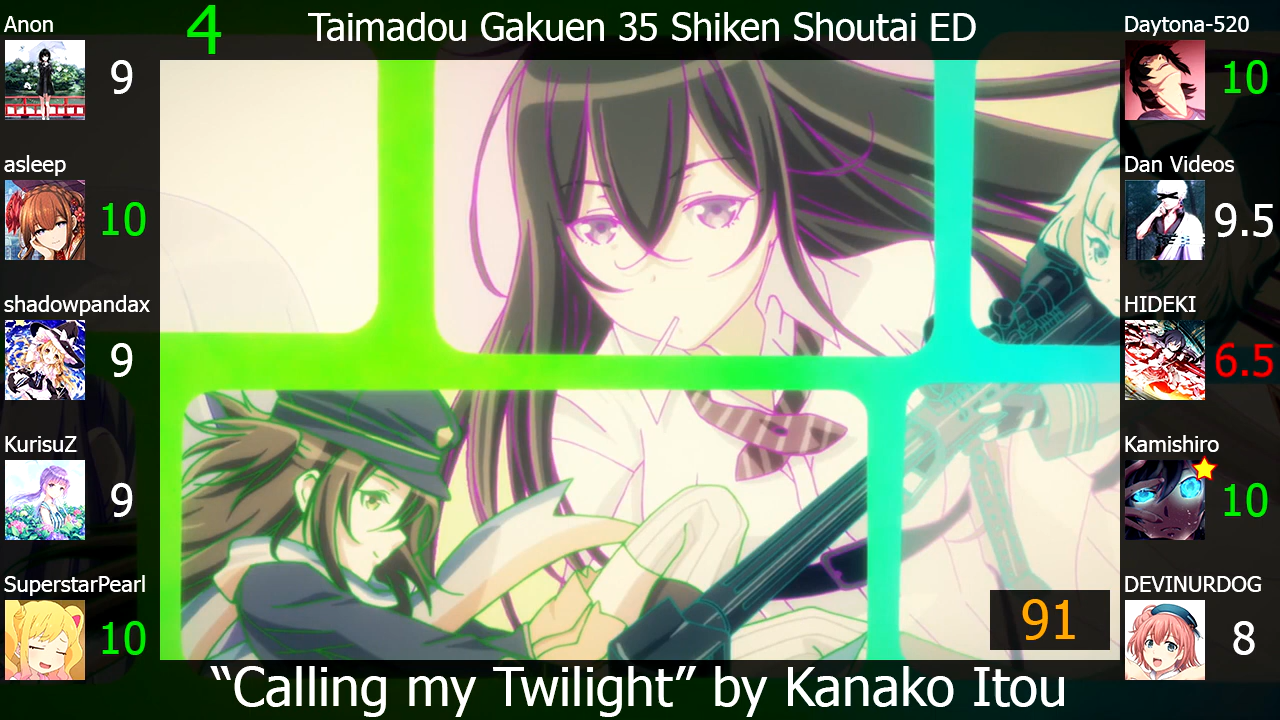 4
Taimadou Gakuen 35 Shiken Shoutai ED
Anon
9
asleep
10
shadowpandax
9
KurisuZ
9
SuperstarPearl
10
Daytona-520
10
Dan Videos
9.5
HIDEKI
6.5
Kamishiro
10
DEVINURDOG
8
91
“Calling my Twilight” by Kanako Itou